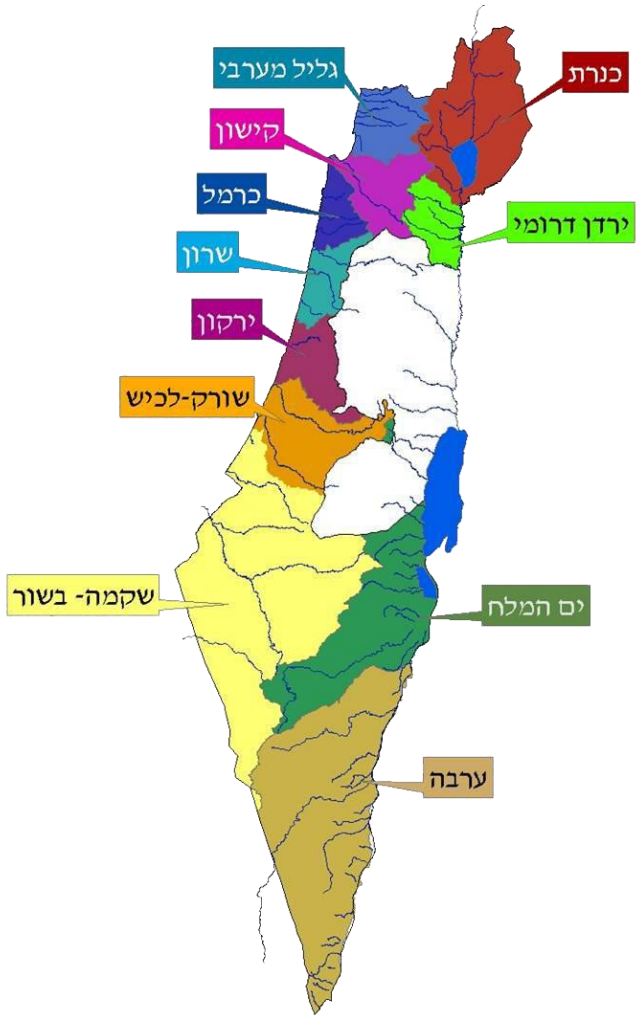 גליל מערבי
כנרת
קישון
כרמל
ירדן דרומי
שרון
ירקון
שורק-לכיש
שקמה- בשור
ים המלח
ערבה